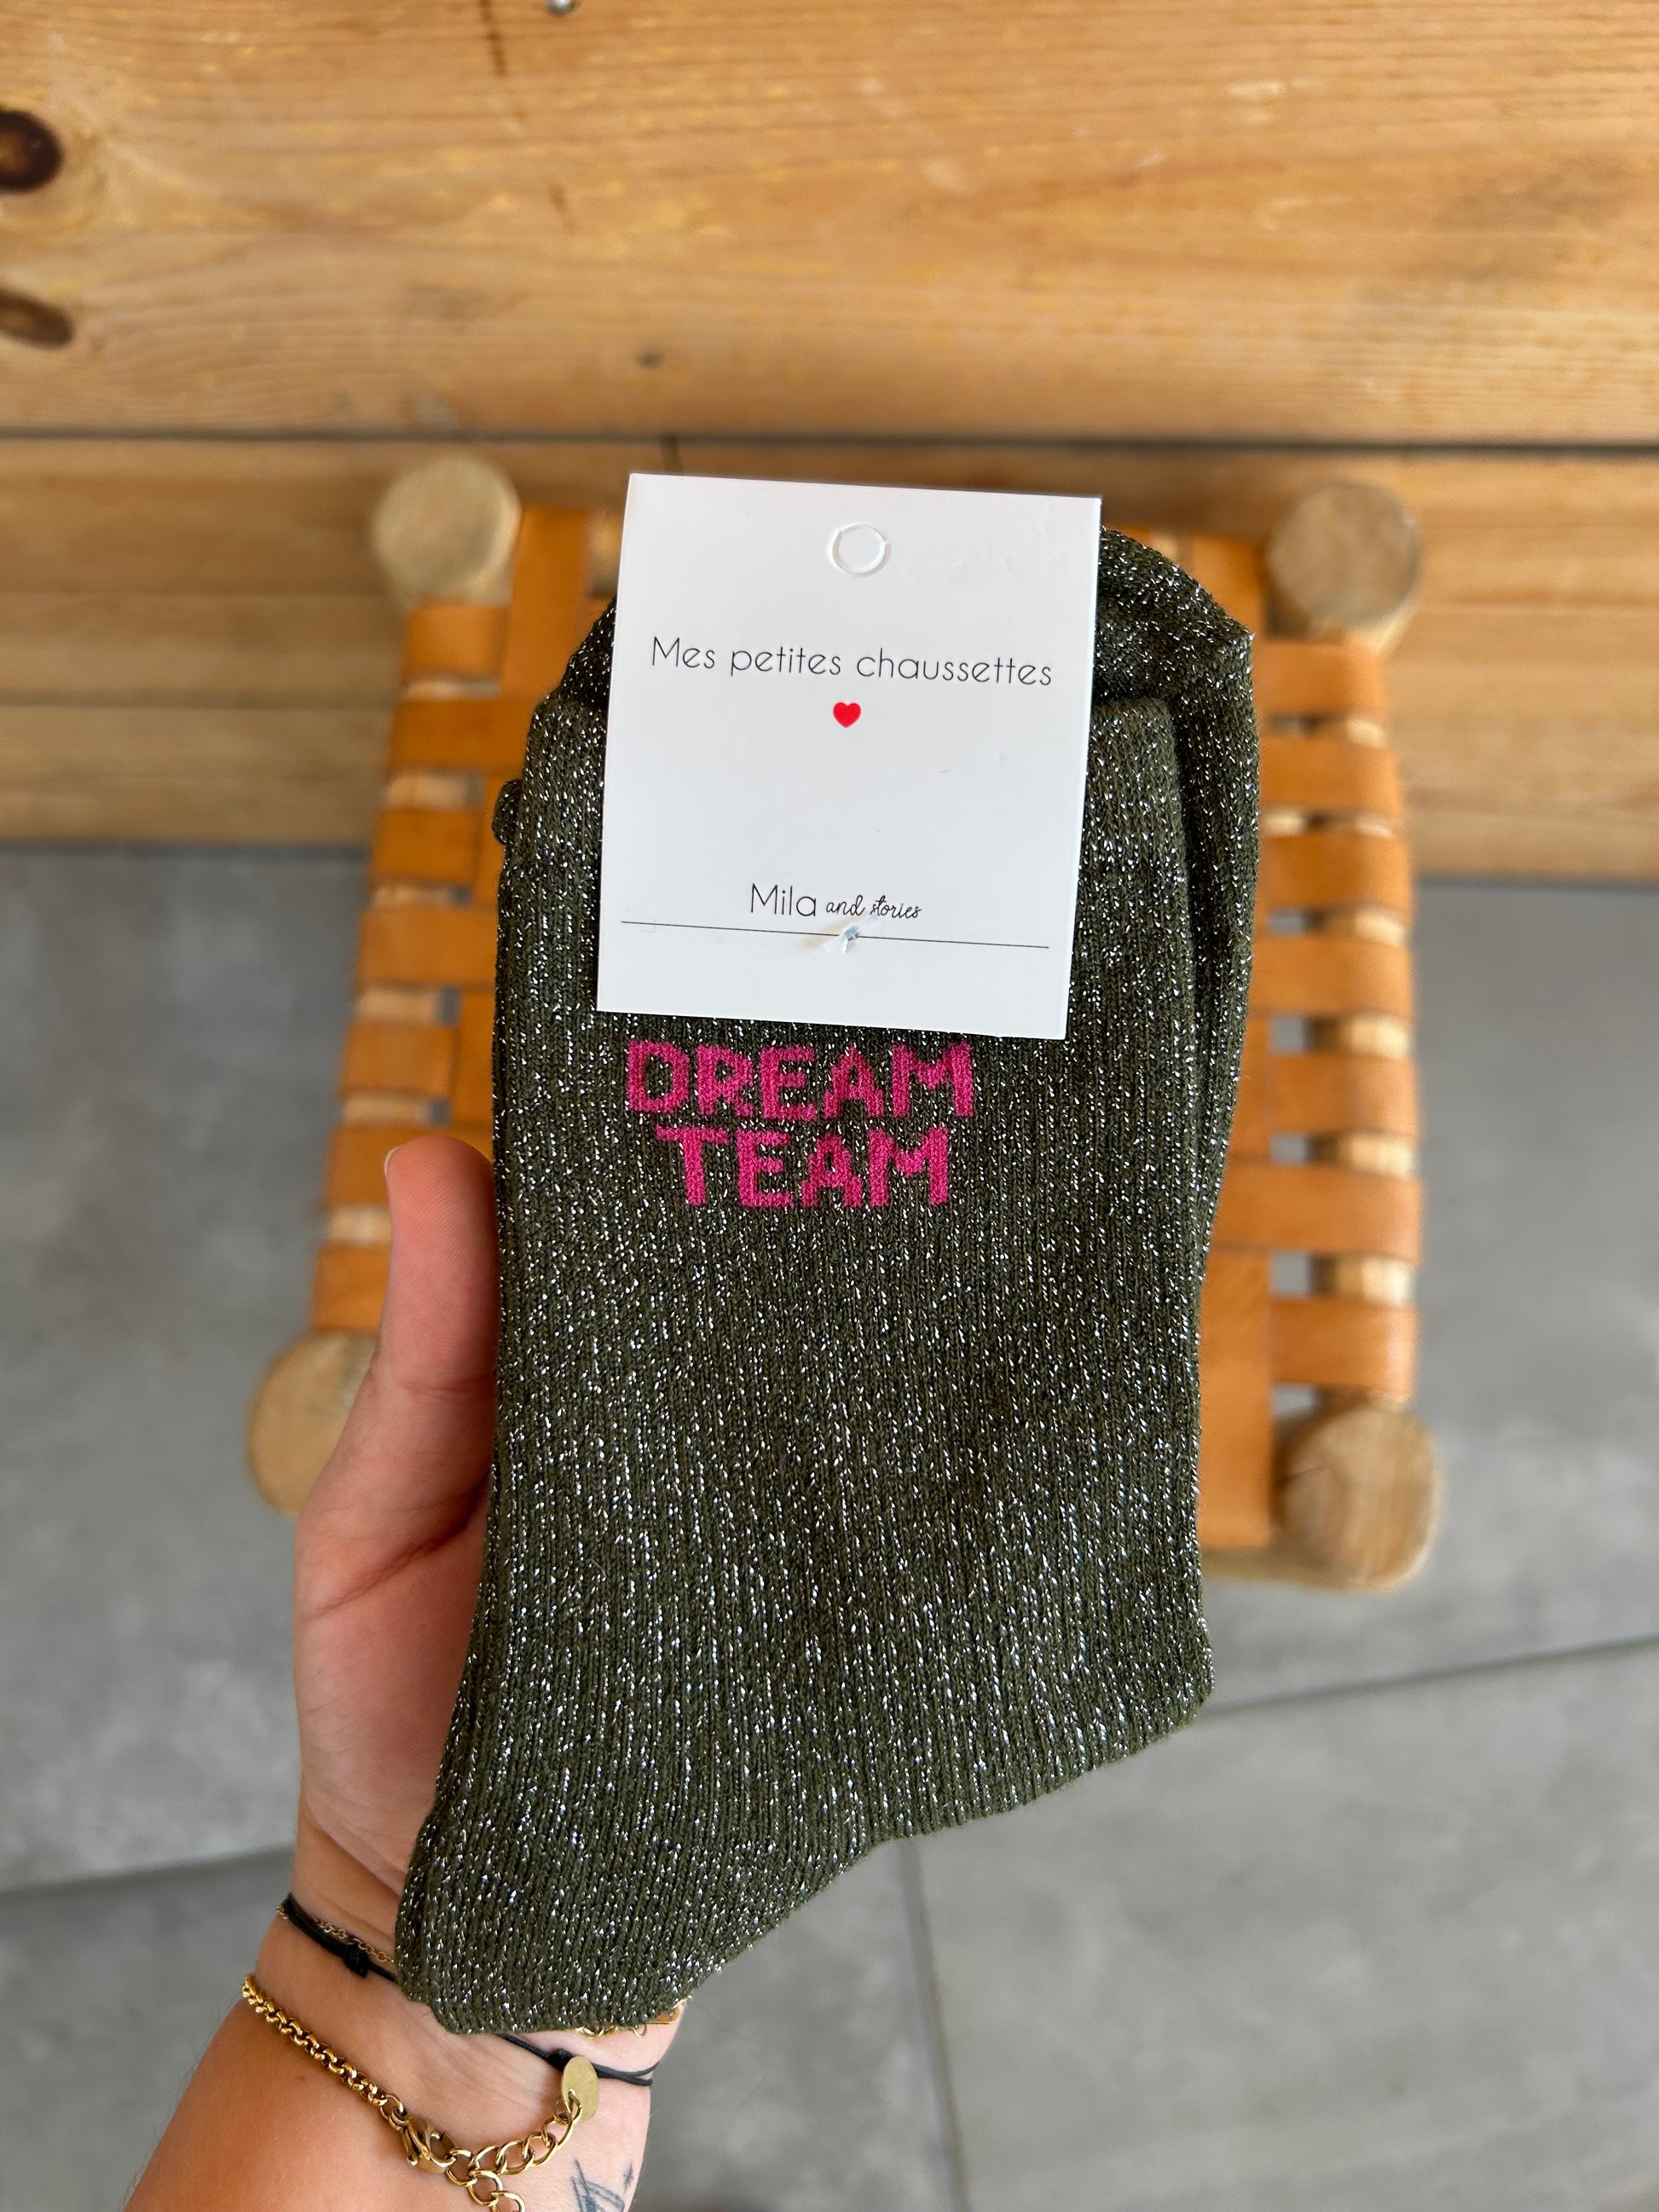 Mes petites chaussettes
Mila and stories
DREAM
TEAM